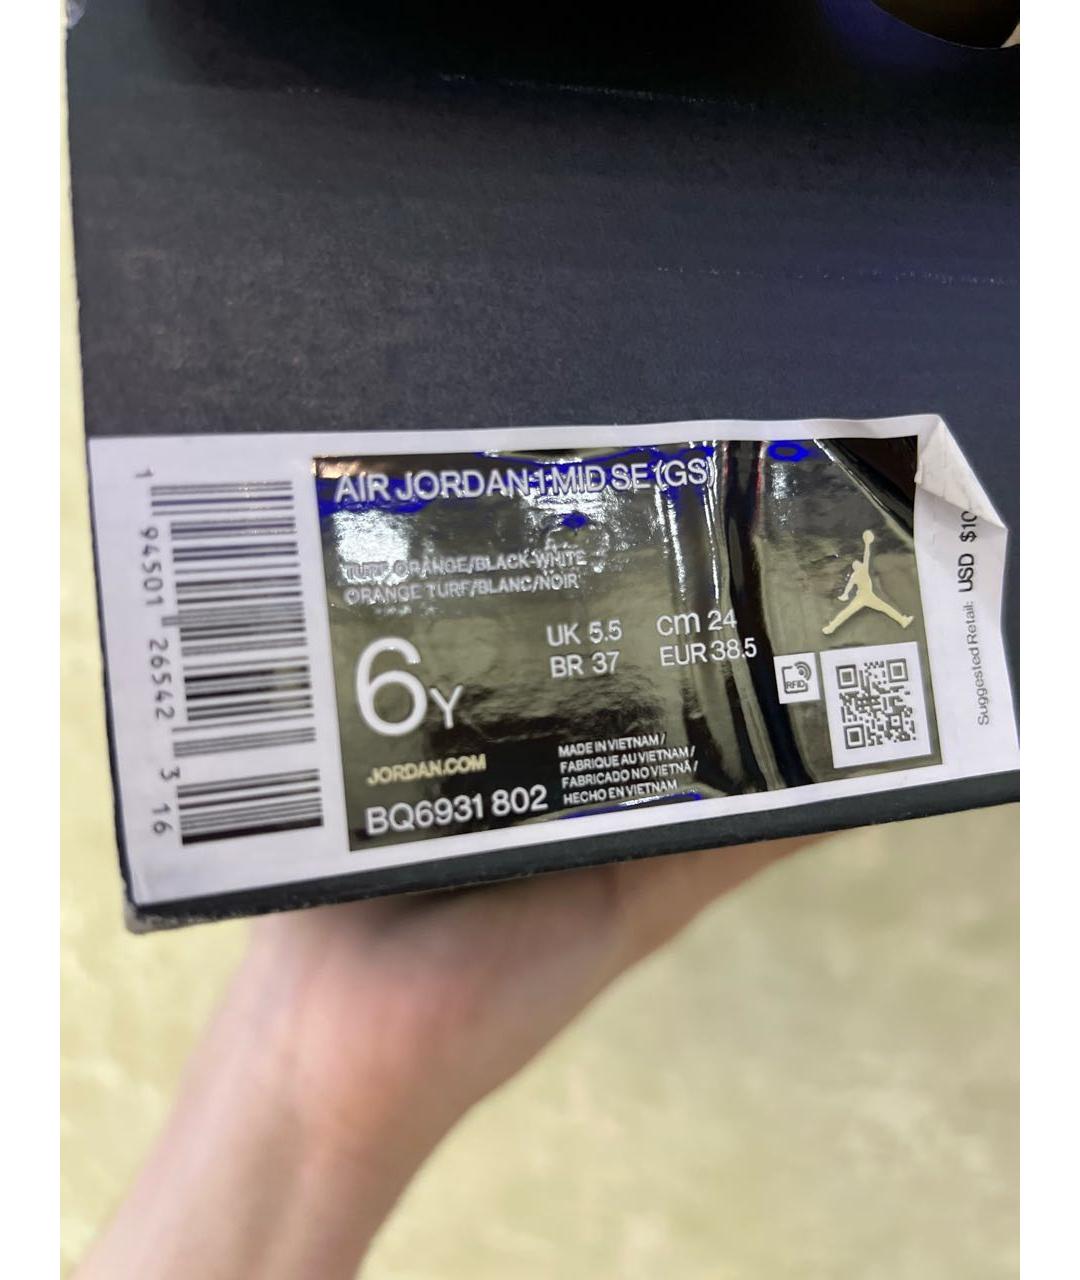 AIR JORDAN 1 MID SE (GS)
TURF ORANGE/BLACK-WHITE
ORANGE TURF/BLANC/NOIR
6Y
UK 5.5
BR 37
cm 24
EUR 38.5
RFID
JORDAN.COM
BQ6931 802
MADE IN VIETNAM /
FABRIQUE AU VIETNAM /
FABRICADO NO VIETNÃ /
HECHO EN VIETNAM
1 94501 26542 3 16
Suggested Retail: USD $10